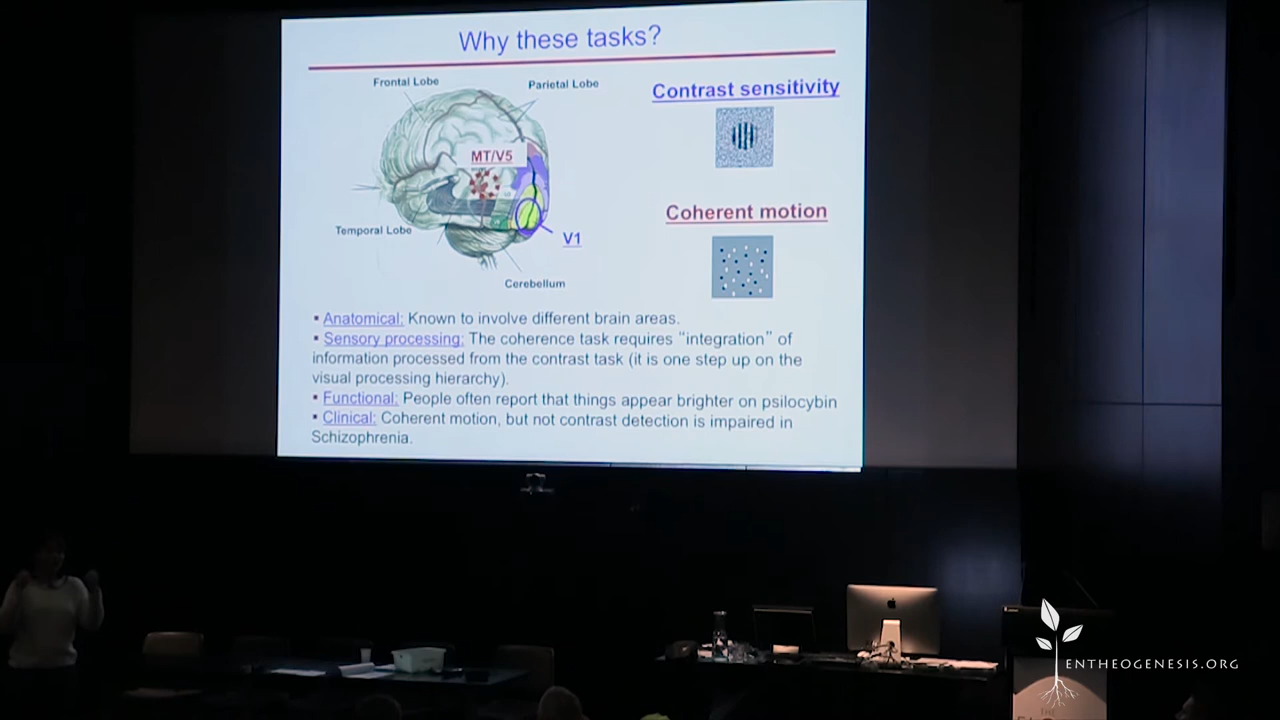 Why these tasks?
Frontal Lobe
Parietal Lobe
Contrast sensitivity
MT/V5
Coherent motion
Temporal Lobe
V1
Cerebellum
▪ Anatomical: Known to involve different brain areas.
▪ Sensory processing: The coherence task requires “integration” of
information processed from the contrast task (it is one step up on the
visual processing hierarchy).
▪ Functional: People often report that things appear brighter on psilocybin
▪ Clinical: Coherent motion, but not contrast detection is impaired in
Schizophrenia.
ENTHEOGENESIS.ORG
THE